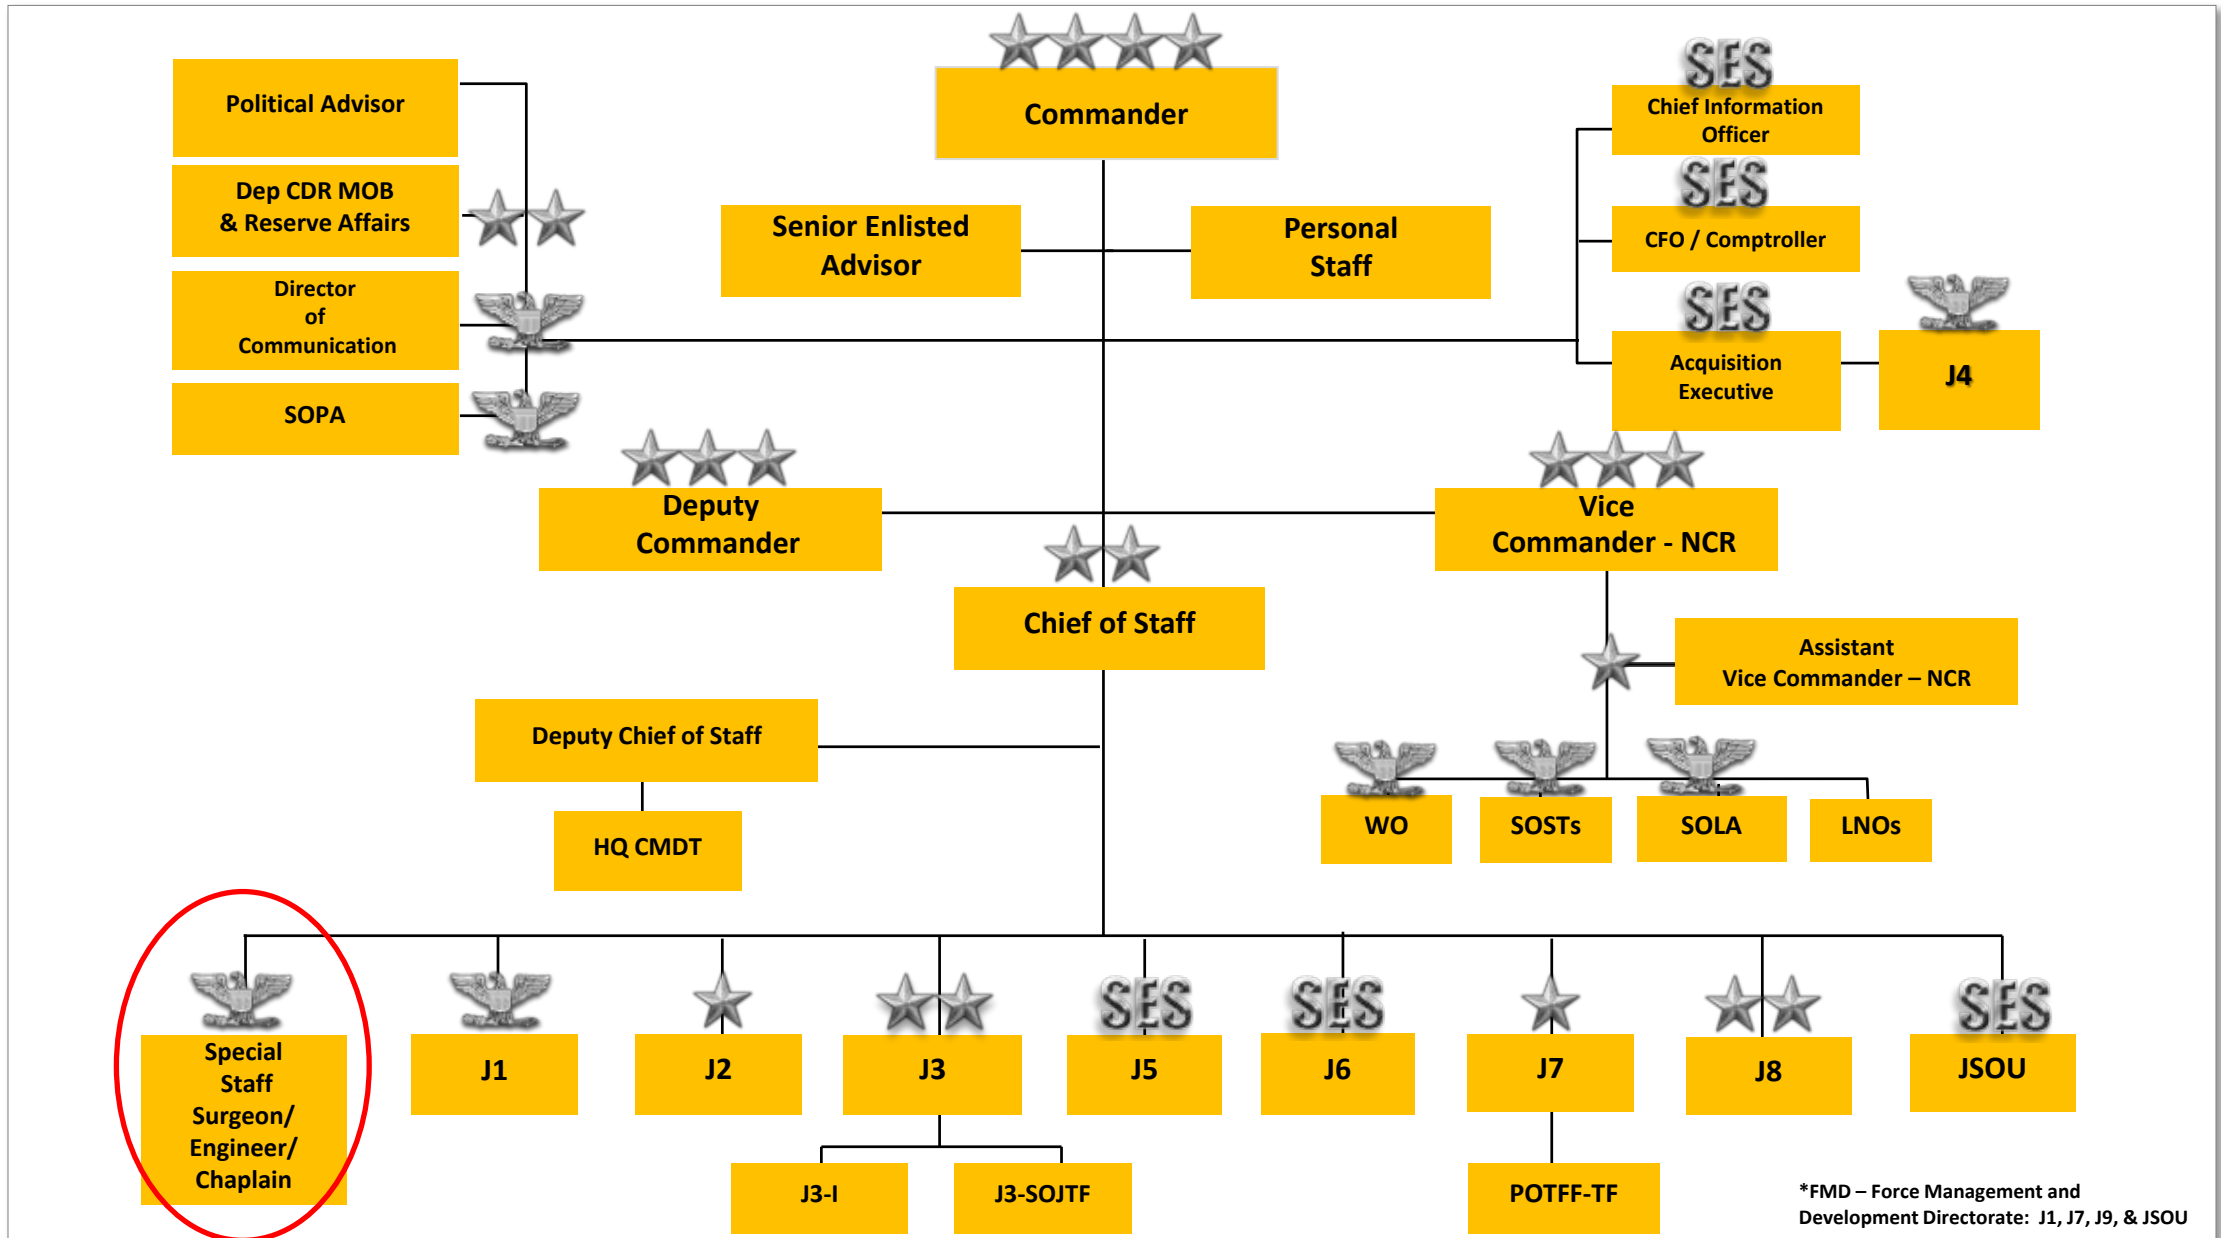 Commander
SES
Chief Information
Officer
Political Advisor
SES
Dep CDR MOB
& Reserve Affairs
CFO / Comptroller
Senior Enlisted
Advisor
Personal
Staff
Director
of
Communication
SES
Acquisition
Executive
J4
SOPA
Deputy
Commander
Vice
Commander - NCR
Chief of Staff
Assistant
Vice Commander – NCR
Deputy Chief of Staff
HQ CMDT
WO
SOSTs
SOLA
LNOs
SES
SES
SES
Special
Staff
Surgeon/
Engineer/
Chaplain
J1
J2
J3
J5
J6
J7
J8
JSOU
J3-I
J3-SOJTF
POTFF-TF
*FMD – Force Management and
Development Directorate: J1, J7, J9, & JSOU